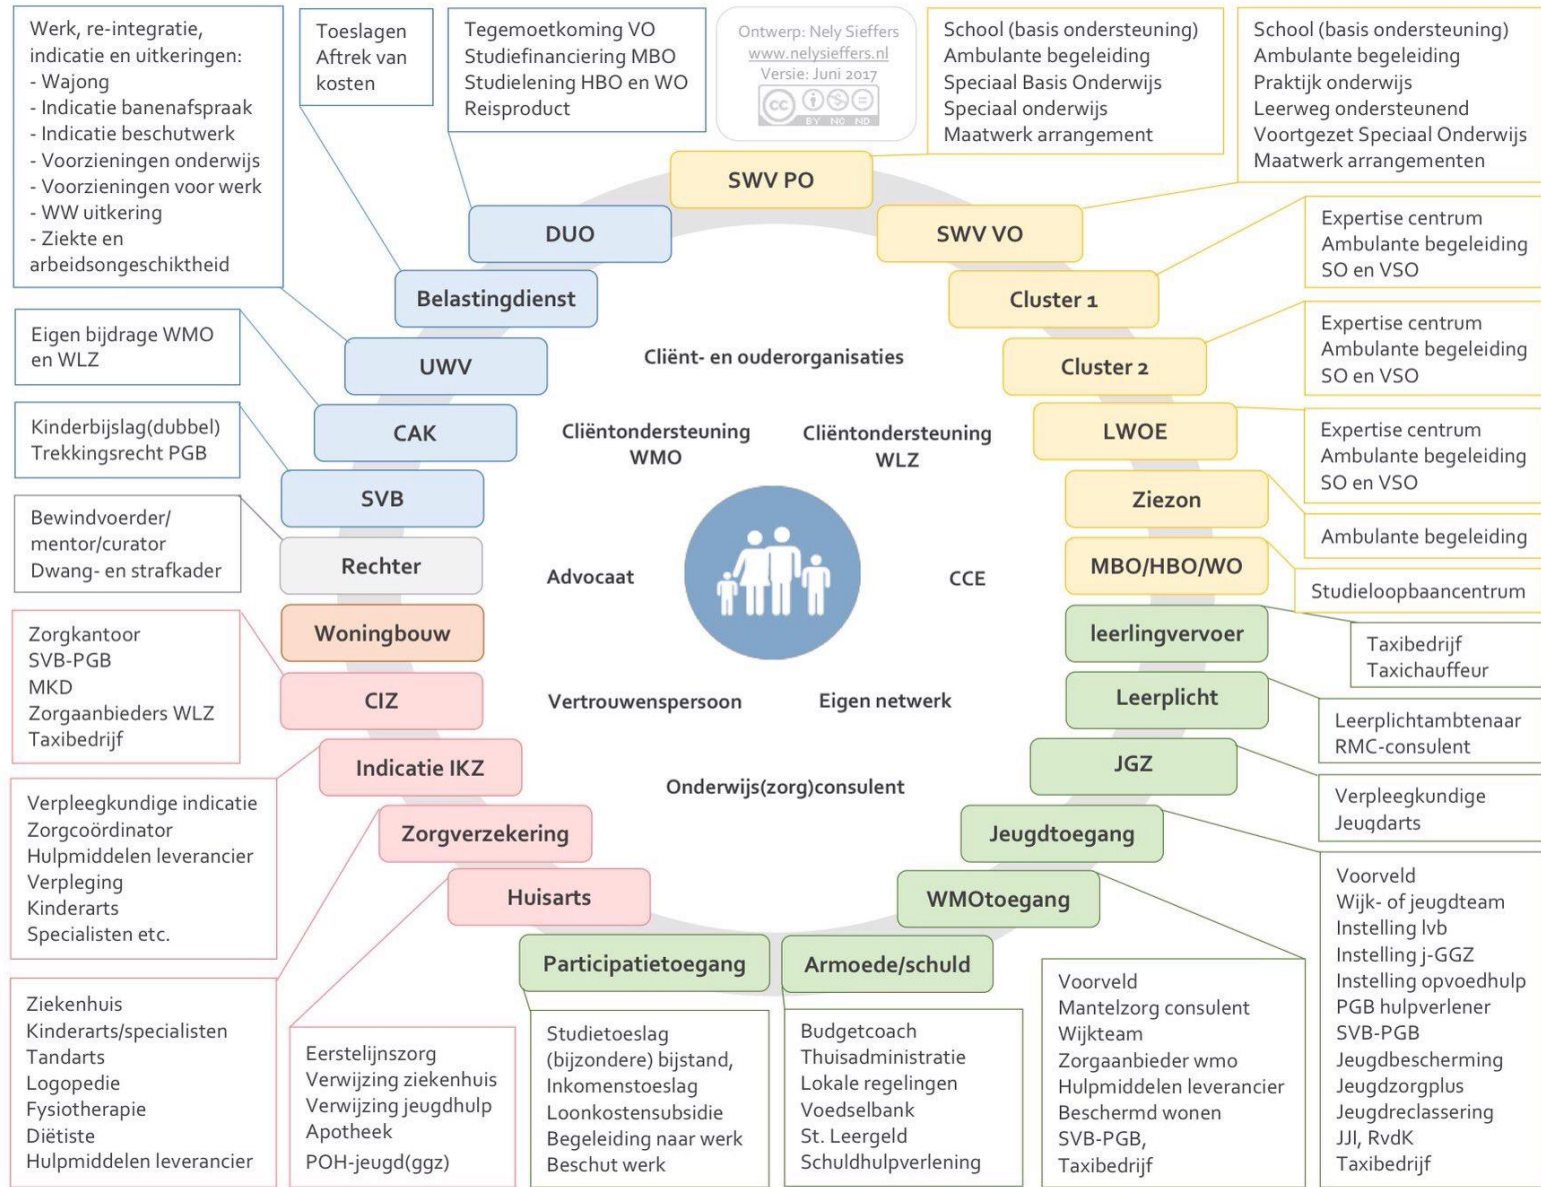 Werk, re-integratie,
indicatie en uitkeringen:
- Wajong
- Indicatie banenafspraak
- Indicatie beschutwerk
- Voorzieningen onderwijs
- Voorzieningen voor werk
- WW uitkering
- Ziekte en
arbeidsongeschiktheid
Toeslagen
Aftrek van
kosten
Tegemoetkoming VO
Studiefinanciering MBO
Studielening HBO en WO
Reisproduct
Ontwerp: Nely Sieffers
www.nelysieffers.nl
Versie: Juni 2017
cc
BY NC ND
School (basis ondersteuning)
Ambulante begeleiding
Speciaal Basis Onderwijs
Speciaal onderwijs
Maatwerk arrangement
School (basis ondersteuning)
Ambulante begeleiding
Praktijk onderwijs
Leerweg ondersteunend
Voortgezet Speciaal Onderwijs
Maatwerk arrangementen
SWV PO
DUO
SWV VO
Expertise centrum
Ambulante begeleiding
SO en VSO
Belastingdienst
Cluster 1
Eigen bijdrage WMO
en WLZ
UWV
Cliënt- en ouderorganisaties
Cluster 2
Expertise centrum
Ambulante begeleiding
SO en VSO
Kinderbijslag(dubbel)
Trekkingsrecht PGB
CAK
Cliëntondersteuning
WMO
Cliëntondersteuning
WLZ
LWOE
Expertise centrum
Ambulante begeleiding
SO en VSO
SVB
Ziezon
Ambulante begeleiding
Bewindvoerder/
mentor/curator
Dwang- en strafkader
Rechter
Advocaat
CCE
MBO/HBO/WO
Studieloopbaancentrum
Woningbouw
leerlingvervoer
Taxibedrijf
Taxichauffeur
Zorgkantoor
SVB-PGB
MKD
Zorgaanbieders WLZ
Taxibedrijf
CIZ
Vertrouwenspersoon
Eigen netwerk
Leerplicht
Leerplichtambtenaar
RMC-consulent
Indicatie IKZ
Onderwijs(zorg)consulent
JGZ
Verpleegkundige
Jeugdarts
Verpleegkundige indicatie
Zorgcoördinator
Hulpmiddelen leverancier
Verpleging
Kinderarts
Specialisten etc.
Zorgverzekering
Jeugdtoegang
Huisarts
WMOtoegang
Participatietoegang
Armoede/schuld
Voorveld
Wijk- of jeugdteam
Instelling lvb
Instelling j-GGZ
Instelling opvoedhulp
PGB hulpverlener
SVB-PGB
Jeugdbescherming
Jeugdzorgplus
Jeugdreclassering
JJI, RvdK
Taxibedrijf
Ziekenhuis
Kinderarts/specialisten
Tandarts
Logopedie
Fysiotherapie
Diëtiste
Hulpmiddelen leverancier
Eerstelijnszorg
Verwijzing ziekenhuis
Verwijzing jeugdhulp
Apotheek
POH-jeugd(ggz)
Studietoeslag
(bijzondere) bijstand,
Inkomenstoeslag
Loonkostensubsidie
Begeleiding naar werk
Beschut werk
Budgetcoach
Thuisadministratie
Lokale regelingen
Voedselbank
St. Leergeld
Schuldhulpverlening
Voorveld
Mantelzorg consulent
Wijkteam
Zorgaanbieder wmo
Hulpmiddelen leverancier
Beschermd wonen
SVB-PGB,
Taxibedrijf